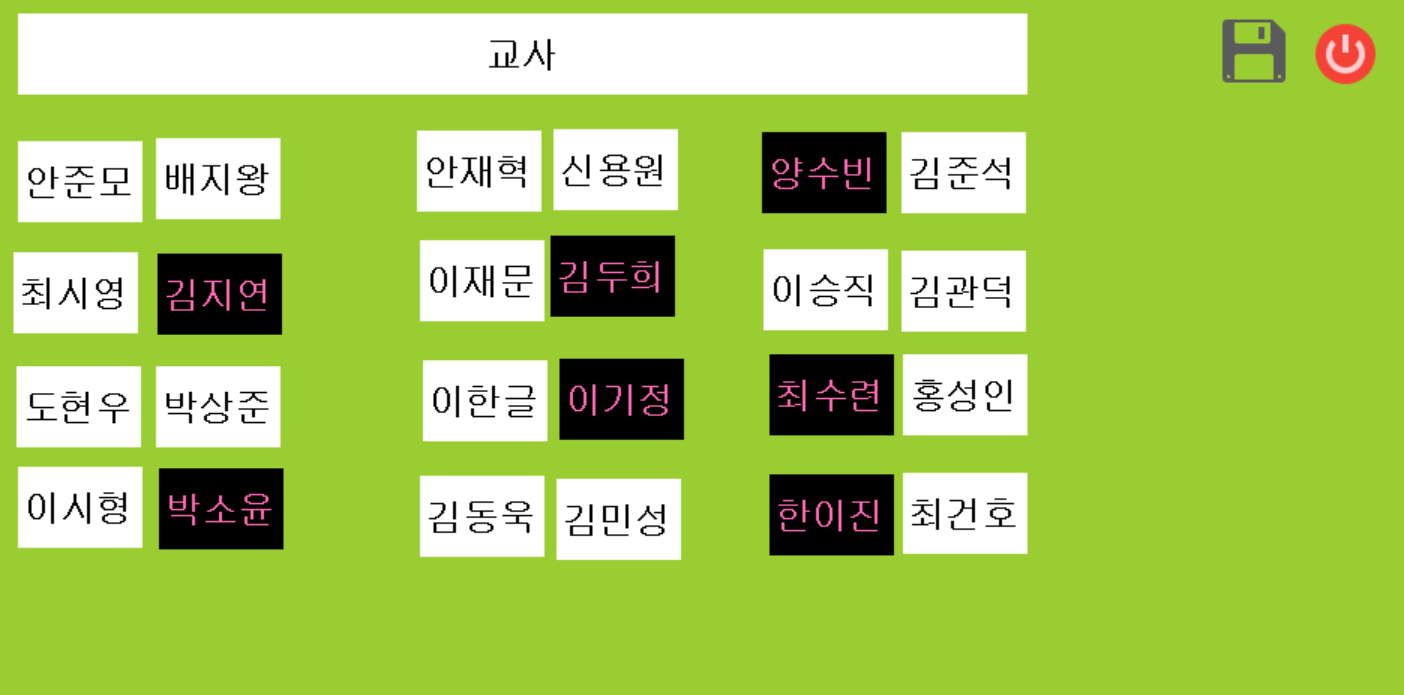 교사
안준모 배지왕 안재혁 신용원 양수빈 김준석
최시영 김지연 이재문 김두희 이승직 김관덕
도현우 박상준 이한글 이기정 최수련 홍성인
이시형 박소윤 김동욱 김민성 한이진 최건호